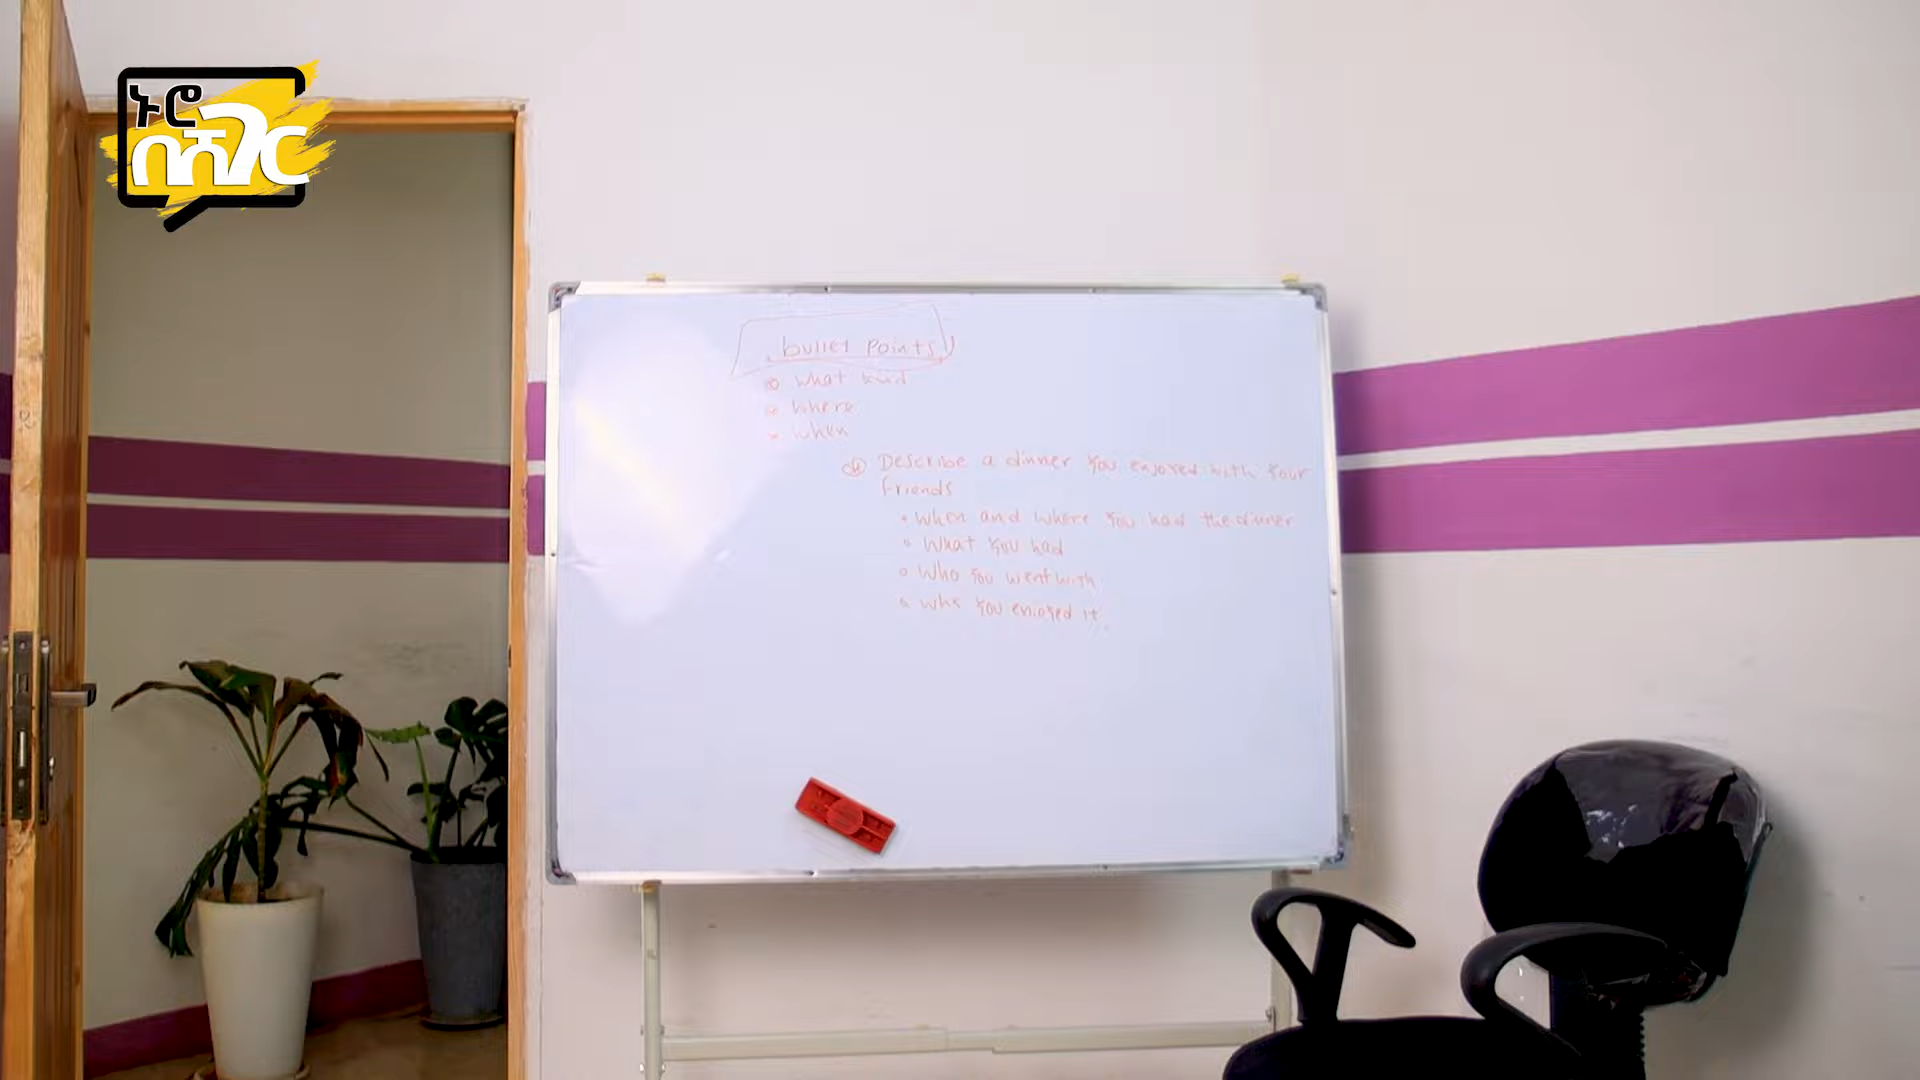 ኑሮ
በሽገር
bullet points
what kind
where
when
Describe a dinner you enjoyed with your
friends
when and where you had the dinner
what you had
who you went with
why you enjoyed it